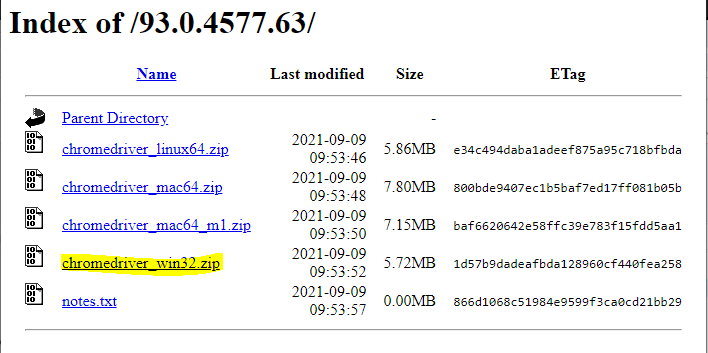 Index of /93.0.4577.63/
Name Last modified Size ETag
Parent Directory -
chromedriver_linux64.zip 2021-09-09 09:53:46 5.86MB e34c494daba1adeef875a95c718bfbda
chromedriver_mac64.zip 2021-09-09 09:53:48 7.80MB 800bde9407ec1b5baf7ed17ff081b05b
chromedriver_mac64_m1.zip 2021-09-09 09:53:50 7.15MB baf6620642e58ffc39e783f15fdd5aa1
chromedriver_win32.zip 2021-09-09 09:53:52 5.72MB 1d57b9dadeafbda128960cf440fea258
notes.txt 2021-09-09 09:53:57 0.00MB 866d1068c51984e9599f3ca0cd21bb29